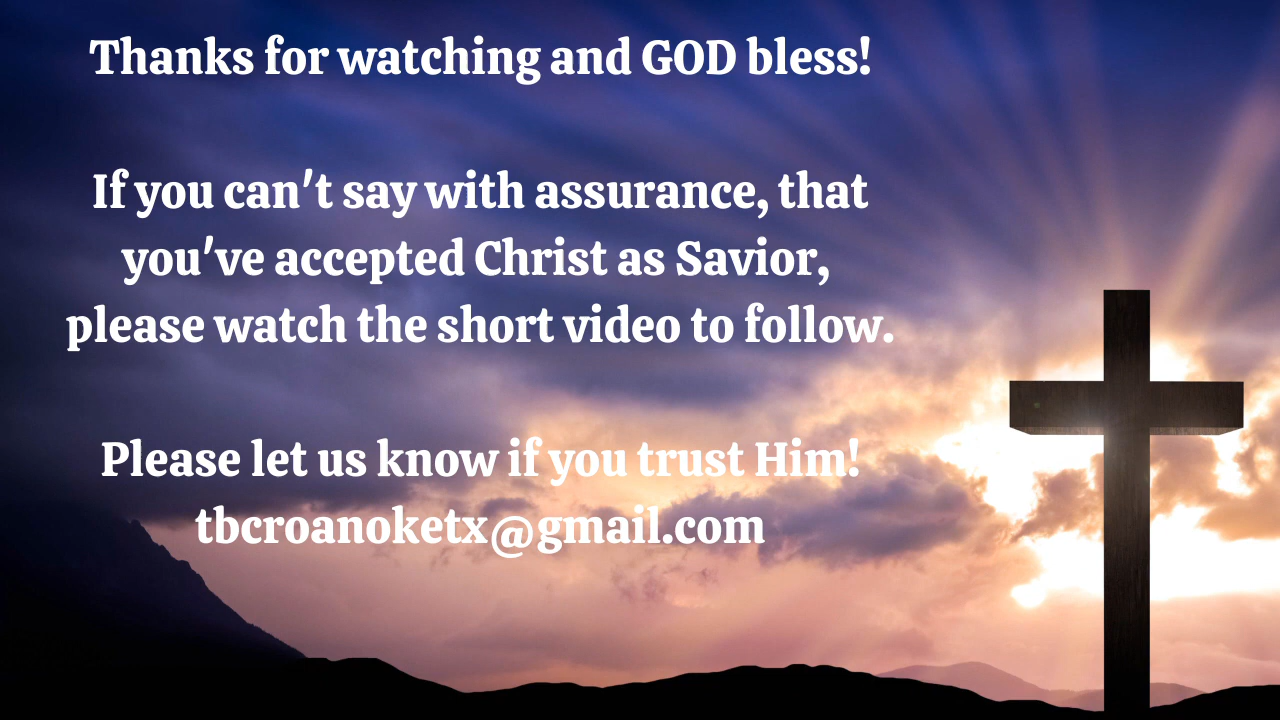 Thanks for watching and GOD bless!
If you can't say with assurance, that
you've accepted Christ as Savior,
please watch the short video to follow.
Please let us know if you trust Him!
tbcroanoketx@gmail.com